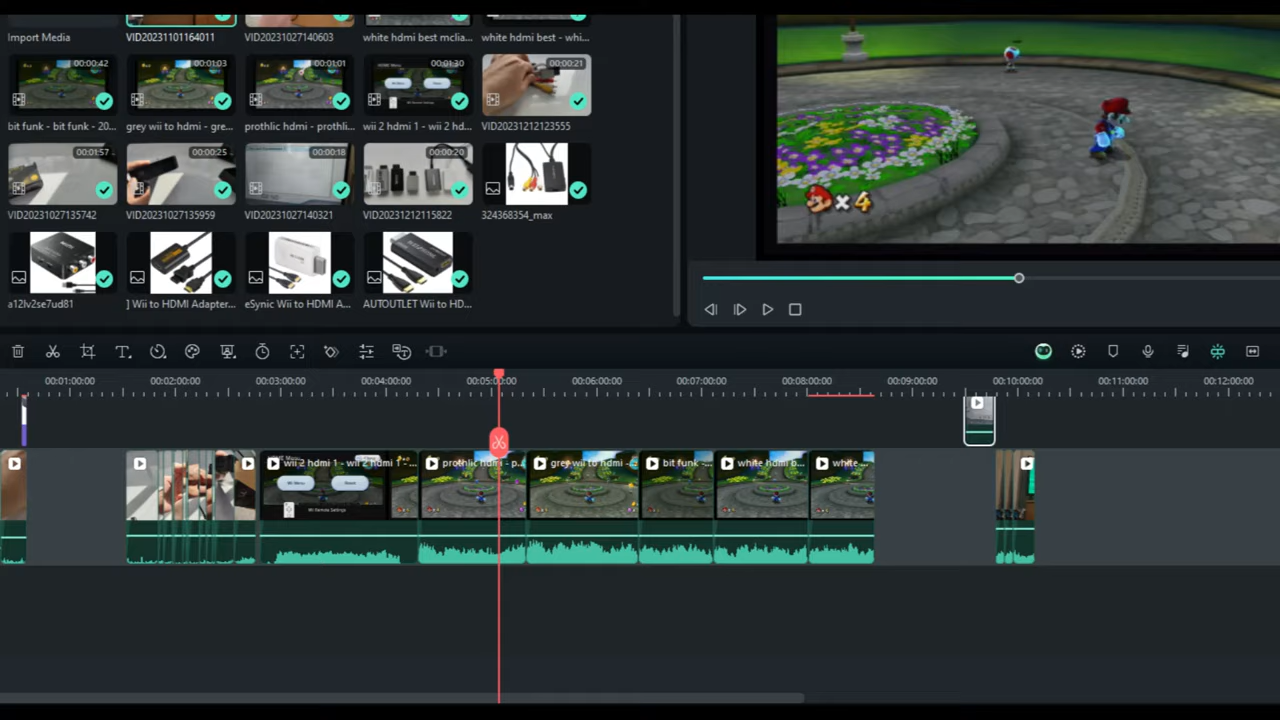 Import Media
VID20231101164011
VID20231027140603
white hdmi best mclia...
white hdmi best - whi...
00:00:42
00:01:03
00:01:01
00:01:30
00:00:21
bit funk - bit funk - 20...
grey wii to hdmi - gre...
prothlic hdmi - prothli...
wii 2 hdmi 1 - wii 2 hd...
VID20231212123555
00:01:57
00:00:25
00:00:18
00:00:20
VID20231027135742
VID20231027135959
VID20231027140321
VID20231212115822
324368354_max
a12lv2se7ud81
] Wii to HDMI Adapter...
eSynic Wii to HDMI A...
AUTOUTLET Wii to HD...
x 4
00:01:00:00
00:02:00:00
00:03:00:00
00:04:00:00
00:05:00:00
00:06:00:00
00:07:00:00
00:08:00:00
00:09:00:00
00:10:00:00
00:11:00:00
00:12:00:00
wii 2 hdmi 1 - wii 2 hdmi 1 - ...
prothlic hdmi - p...
grey wii to hdmi -...
bit funk -...
white hdmi b...
white ...
Wii Menu
Reset
Wii Remote Settings